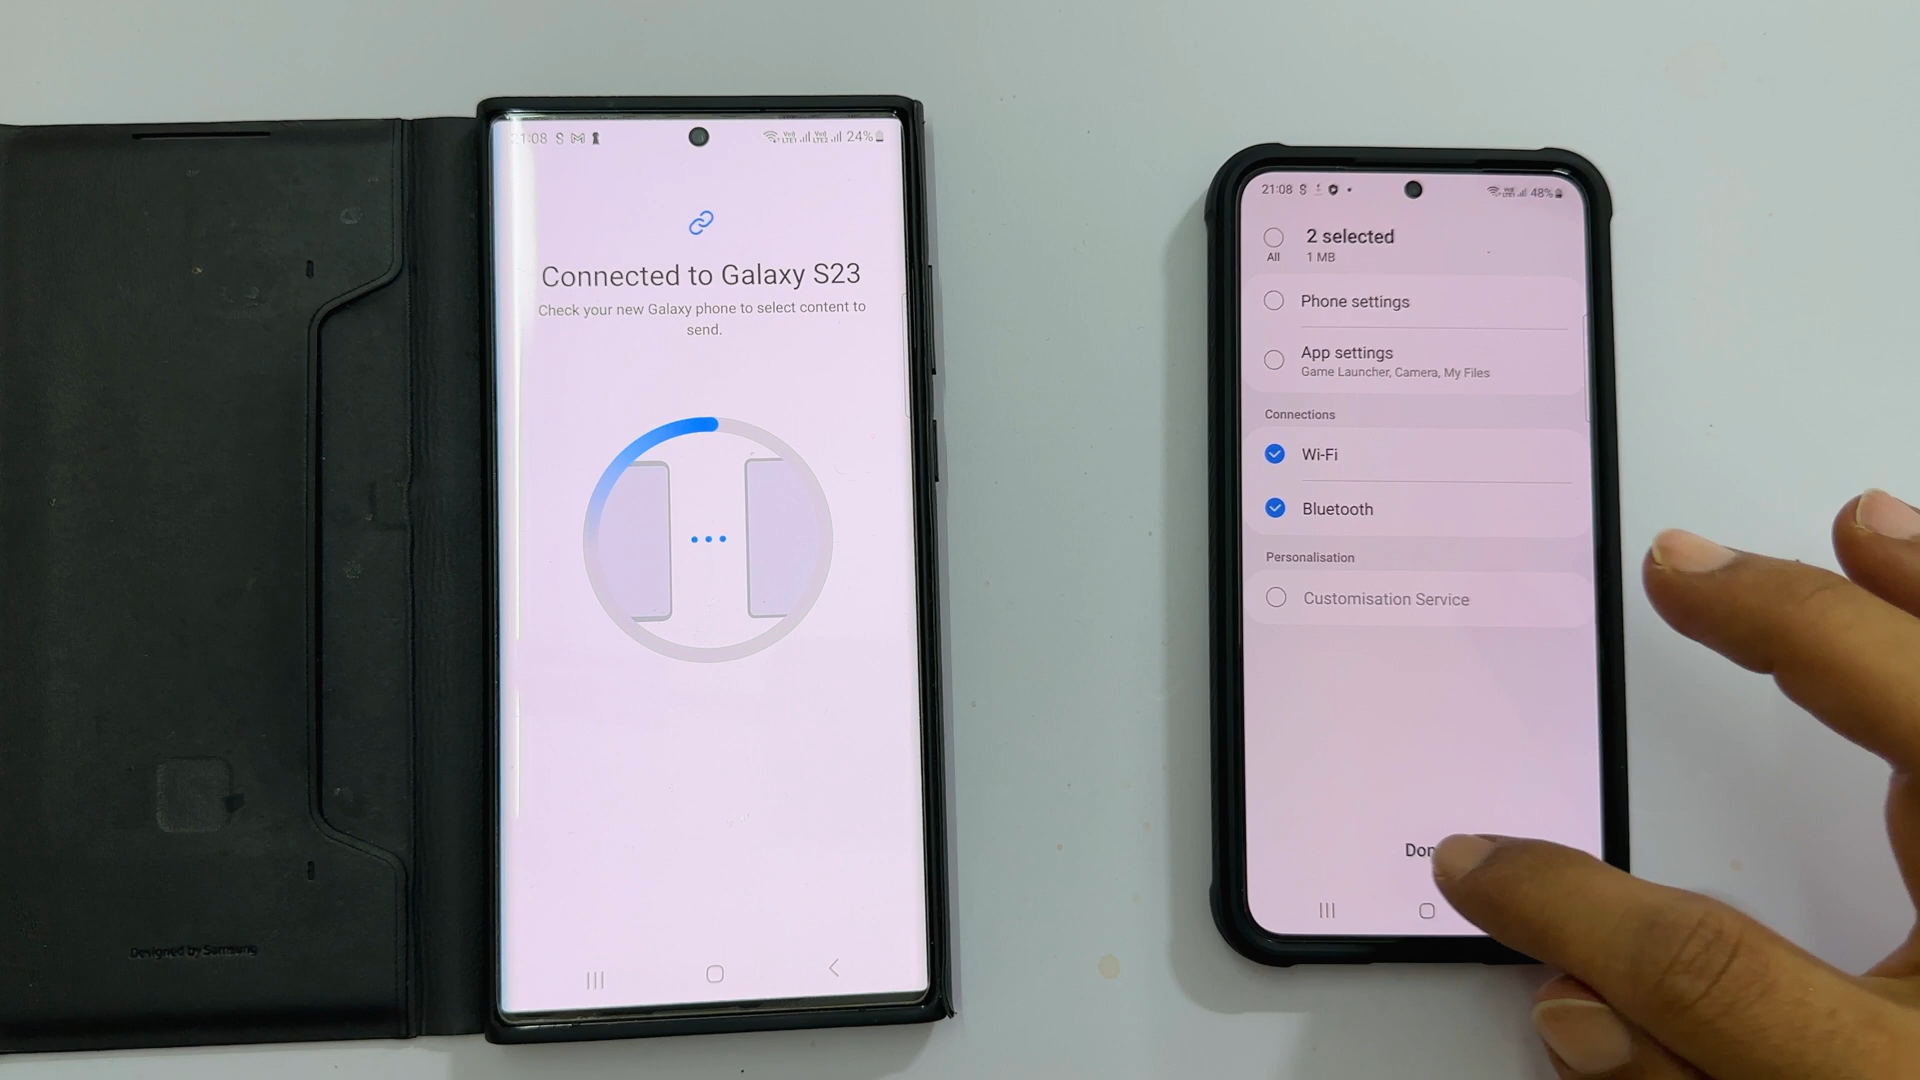 21:08
24%
Connected to Galaxy S23
Check your new Galaxy phone to select content to
send.
Designed by Samsung
21:08
48%
2 selected
All
1 MB
Phone settings
App settings
Game Launcher, Camera, My Files
Connections
Wi-Fi
Bluetooth
Personalisation
Customisation Service
Don